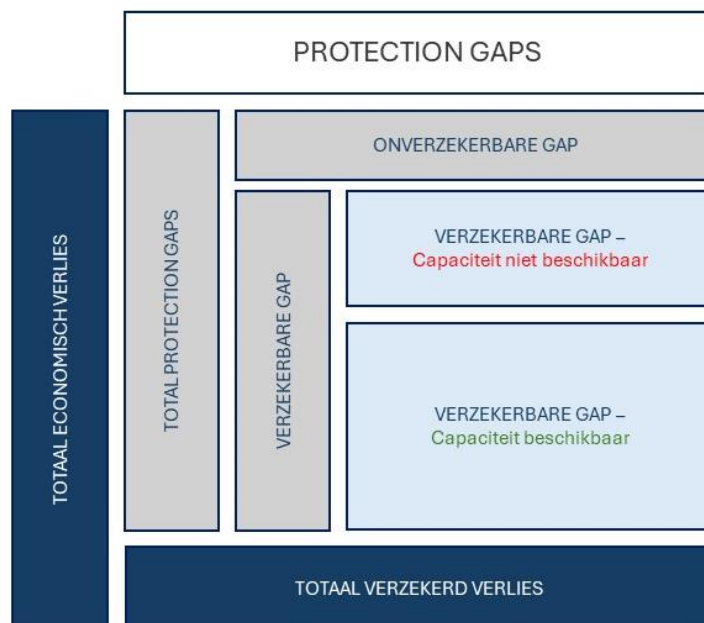 PROTECTION GAPS
TOTAAL ECONOMISCH VERLIES
TOTAL PROTECTION GAPS
ONVERZEKERBARE GAP
VERZEKERBARE GAP
VERZEKERBARE GAP –
Capaciteit niet beschikbaar
VERZEKERBARE GAP –
Capaciteit beschikbaar
TOTAAL VERZEKERD VERLIES